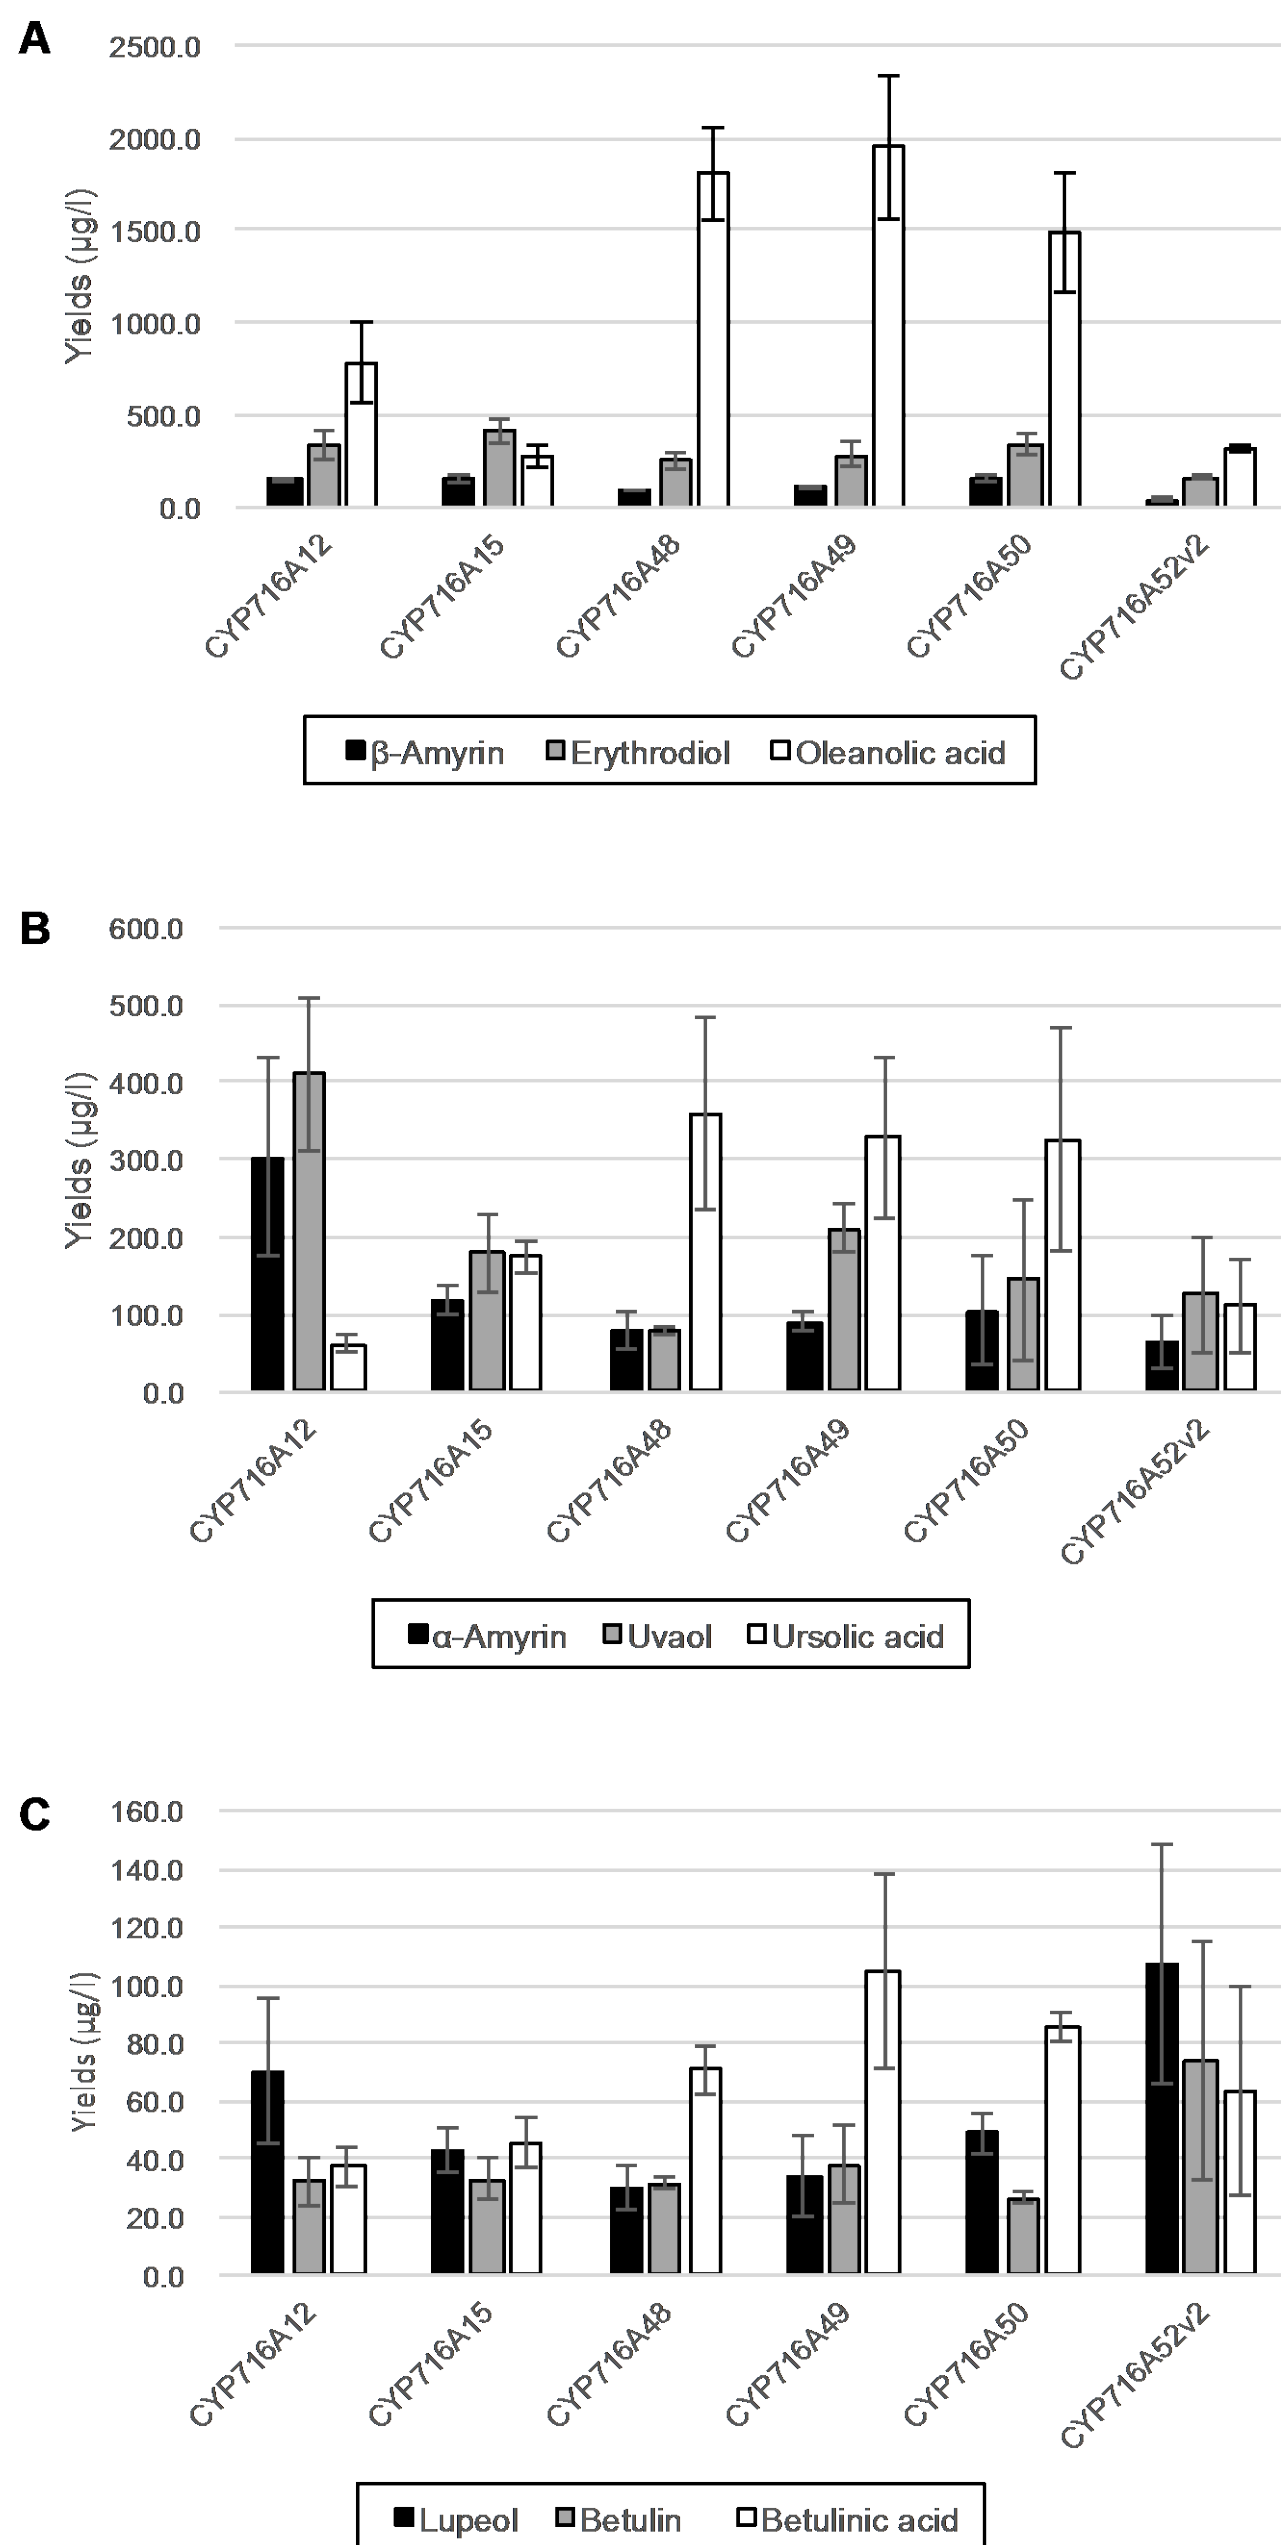 A
2500.0
2000.0
1500.0
1000.0
500.0
0.0
Yields (µg/l)
CYP716A12
CYP716A15
CYP716A48
CYP716A49
CYP716A50
CYP716A52v2
β-Amyrin Erythrodiol Oleanolic acid
B
600.0
500.0
400.0
300.0
200.0
100.0
0.0
Yields (µg/l)
CYP716A12
CYP716A15
CYP716A48
CYP716A49
CYP716A50
CYP716A52v2
α-Amyrin Uvaol Ursolic acid
C
160.0
140.0
120.0
100.0
80.0
60.0
40.0
20.0
0.0
Yields (µg/l)
CYP716A12
CYP716A15
CYP716A48
CYP716A49
CYP716A50
CYP716A52v2
Lupeol Betulin Betulinic acid